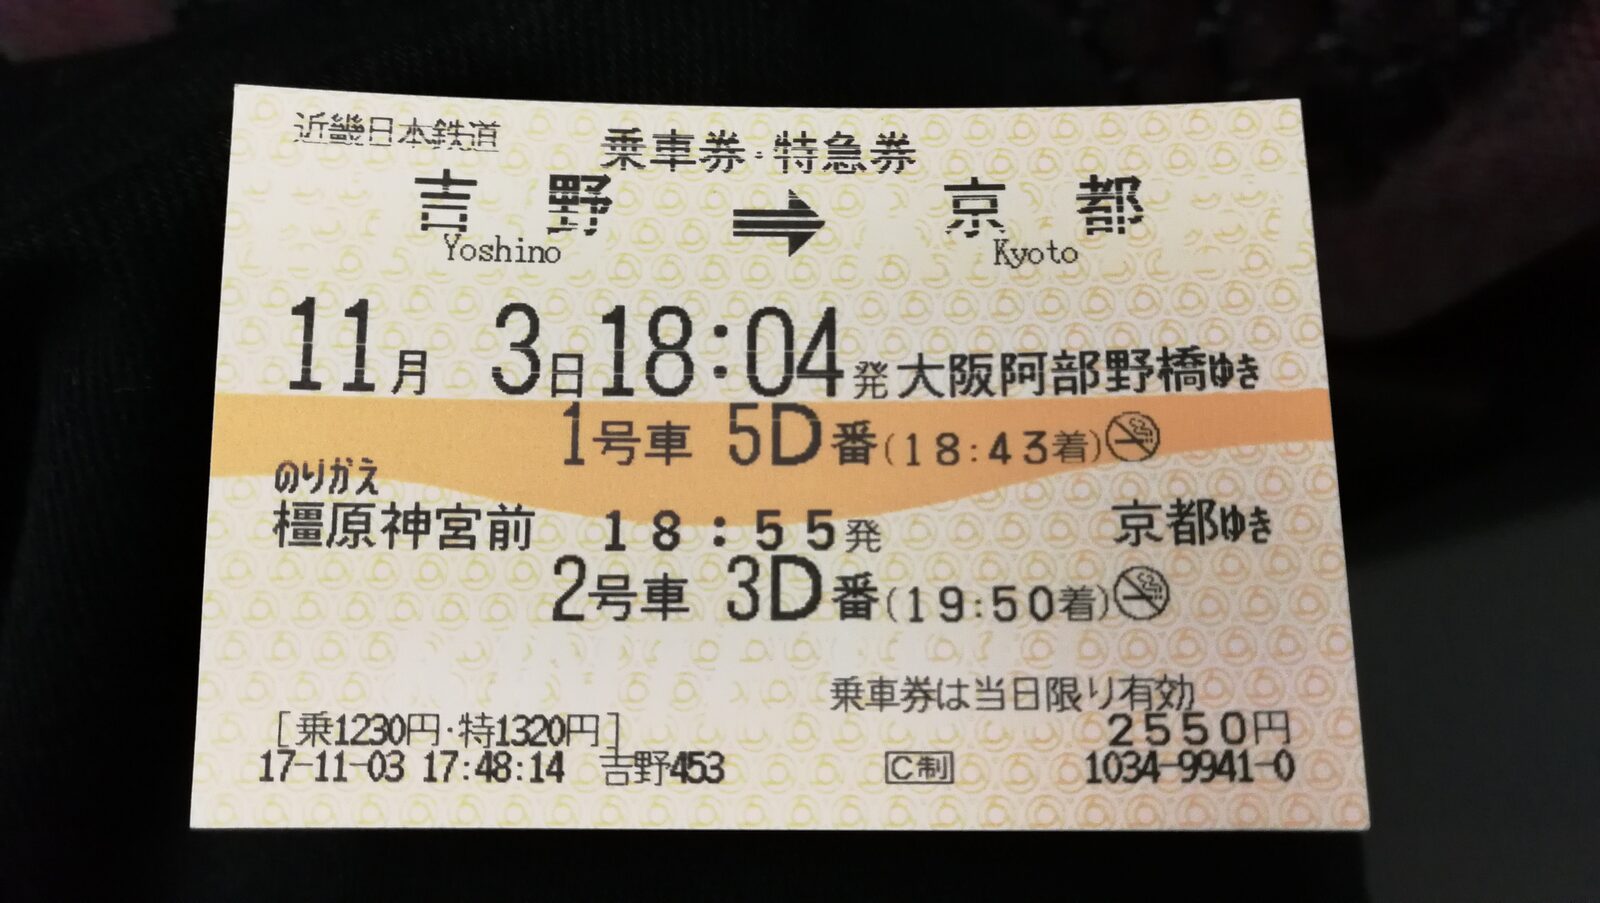 近畿日本鉄道
乗車券・特急券
吉野 ➡ 京都
Yoshino Kyoto
11月 3日 18:04発 大阪阿部野橋ゆき
1号車 5D番(18:43着)
のりかえ
橿原神宮前 18:55発 京都ゆき
2号車 3D番(19:50着)
乗車券は当日限り有効
[乗1230円・特1320円] 2550円
17-11-03 17:48:14 吉野453 C制 1034-9941-0